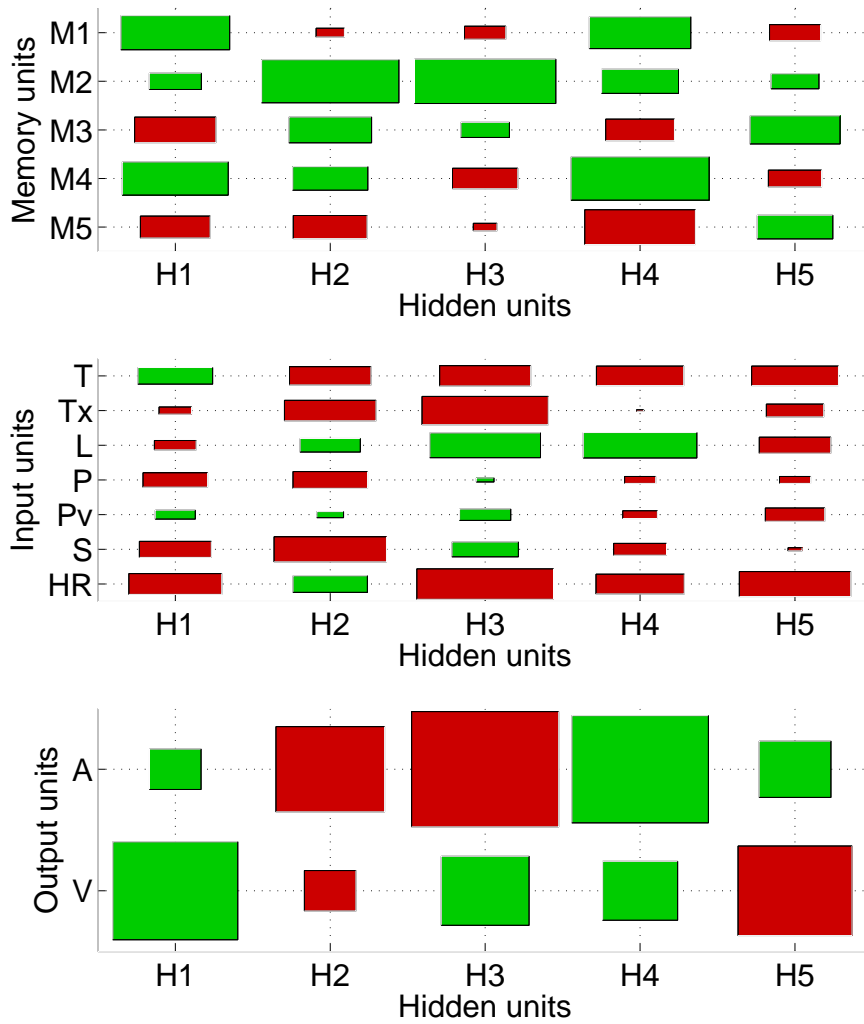 Memory units
M1
M2
M3
M4
M5
H1 H2 H3 H4 H5
Hidden units
Input units
T
Tx
L
P
Pv
S
HR
H1 H2 H3 H4 H5
Hidden units
Output units
A
V
H1 H2 H3 H4 H5
Hidden units